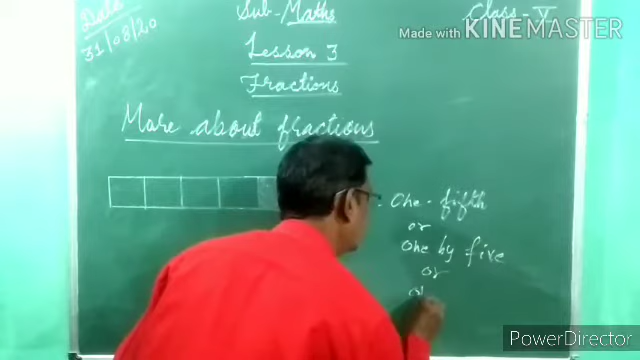 Date
31/08/20
Sub- Maths
Class- V
Made with KINEMASTER
Lesson 3
Fractions
More about fractions
- One-fifth
or
One by five
or
PowerDirector